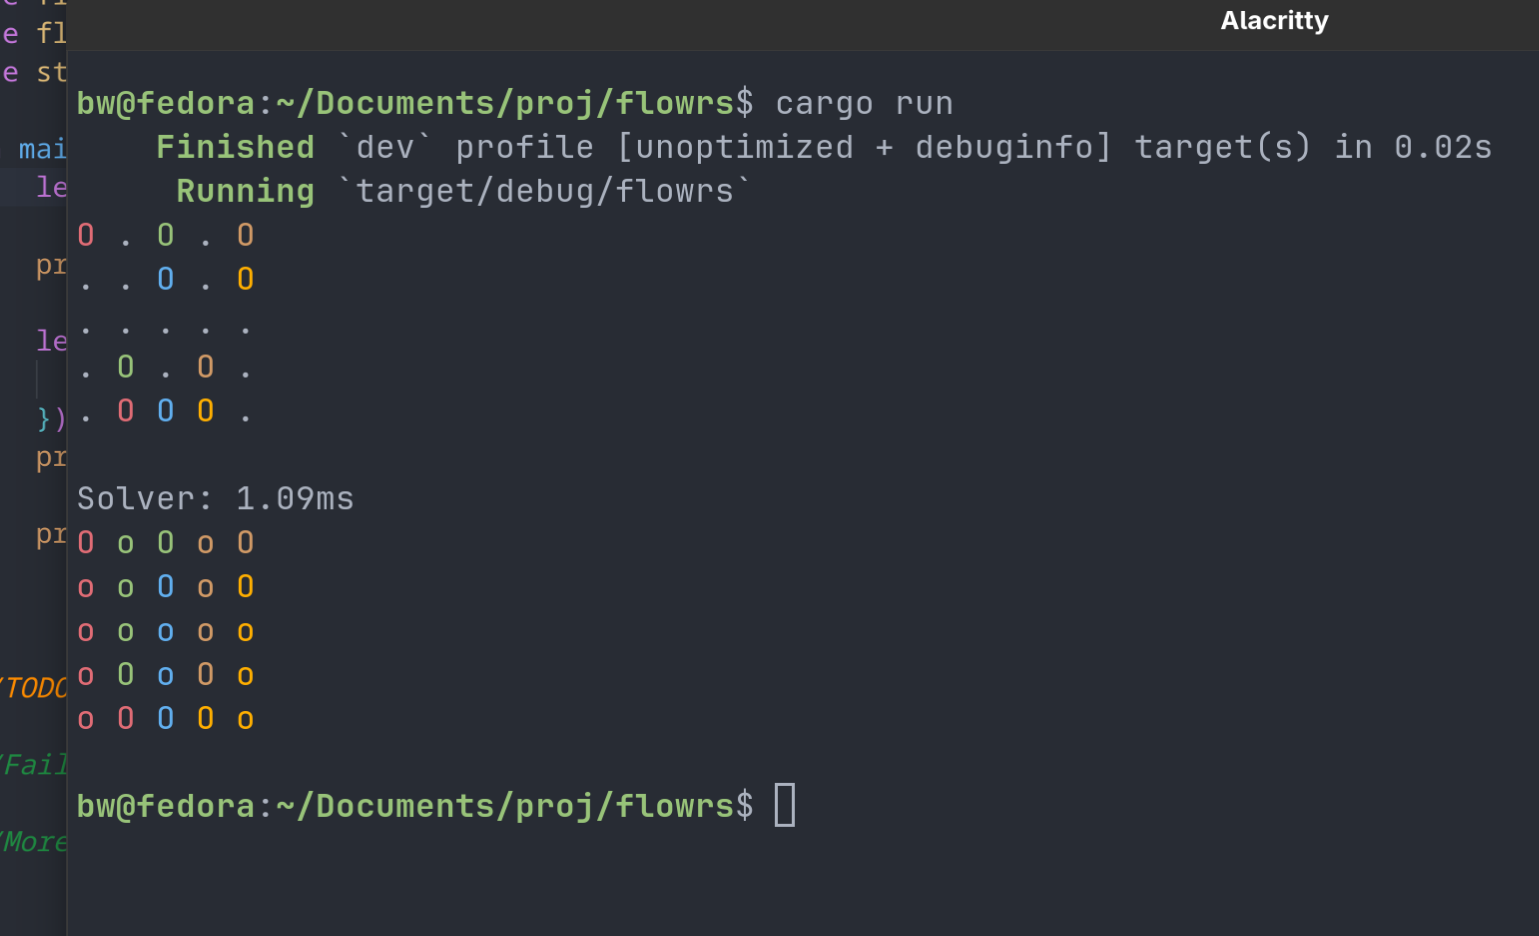 Alacritty
e fl
e st
bw@fedora:~/Documents/proj/flowrs$ cargo run
mai
Finished `dev` profile [unoptimized + debuginfo] target(s) in 0.02s
le
Running `target/debug/flowrs`
O . O . O
pr
. . O . O
. . . . .
le
. O . O .
})
. O O O .
pr
Solver: 1.09ms
pr
O o O o O
o o O o O
o o o o o
o O o O o
/TODO
o O O O o
/Fail
bw@fedora:~/Documents/proj/flowrs$
/More